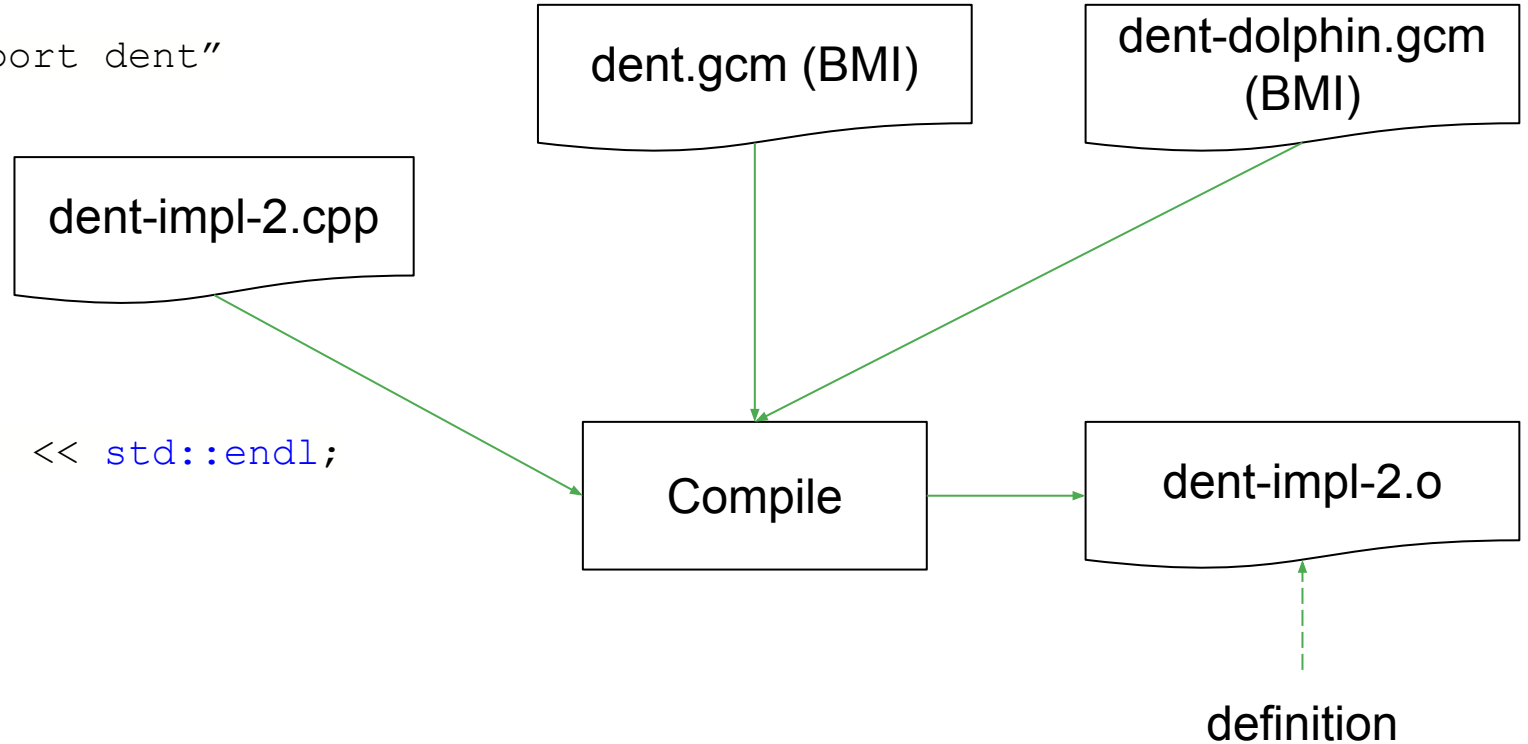 port dent”
dent.gcm (BMI)
dent-dolphin.gcm
(BMI)
dent-impl-2.cpp
<< std::endl;
Compile
dent-impl-2.o
definition